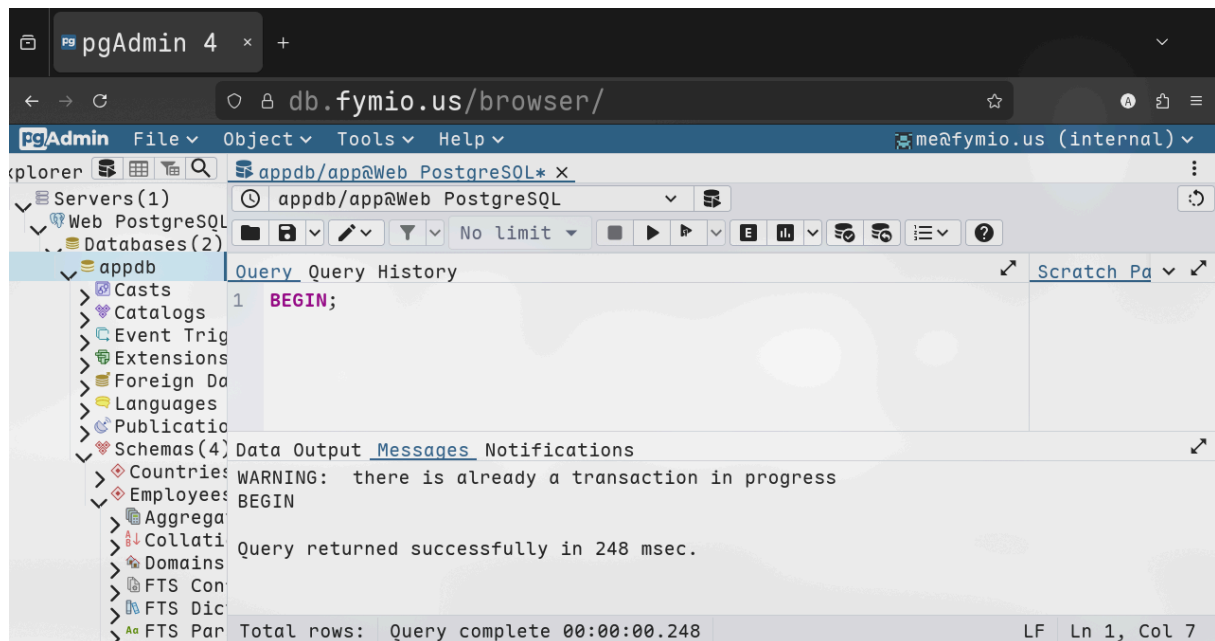 pgAdmin 4
db.fymio.us/browser/
pgAdmin File Object Tools Help me@fymio.us (internal)
xplorer
appdb/app@Web PostgreSQL*
Servers(1)
appdb/app@Web PostgreSQL
Web PostgreSQL
No limit
Databases(2)
appdb
Query Query History
Scratch Pa
Casts
1 BEGIN;
Catalogs
Event Trig
Extensions
Foreign Da
Languages
Publicatio
Schemas(4)
Data Output Messages Notifications
Countries
WARNING: there is already a transaction in progress
Employees
BEGIN
Aggrega
Collati
Query returned successfully in 248 msec.
Domains
FTS Con
FTS Dic
FTS Par
Total rows: Query complete 00:00:00.248 LF Ln 1, Col 7